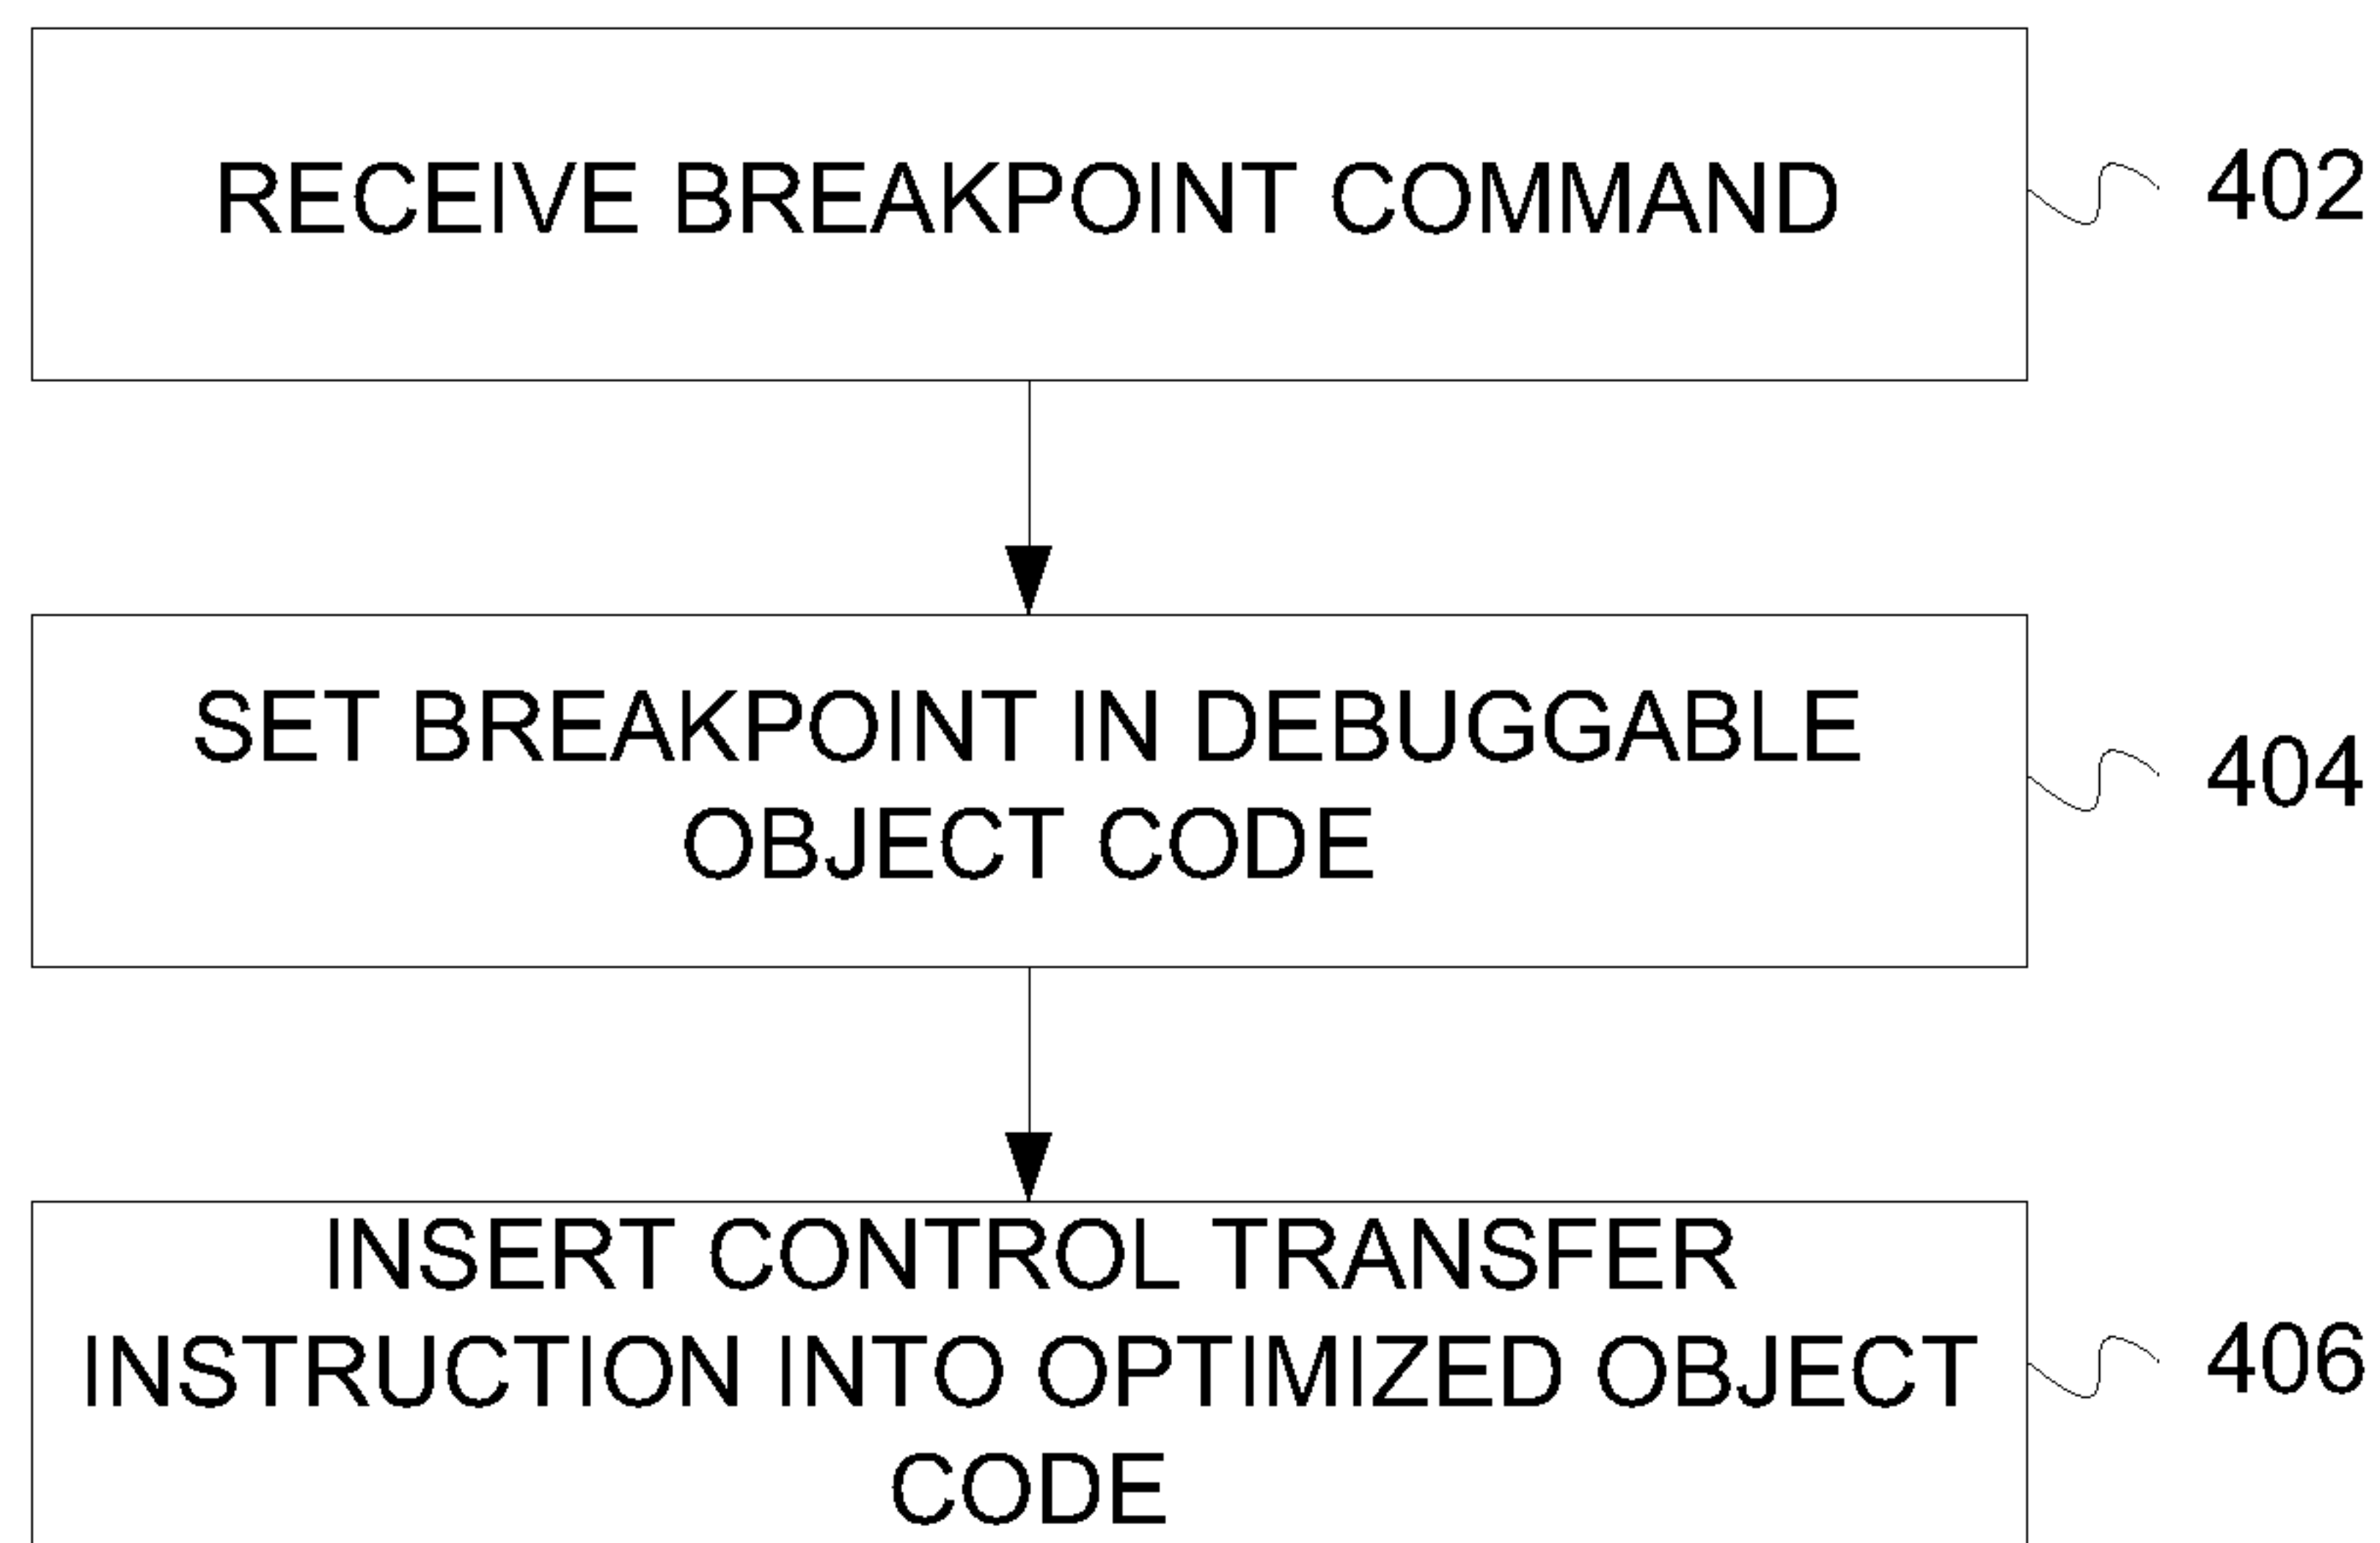 RECEIVE BREAKPOINT COMMAND
402
SET BREAKPOINT IN DEBUGGABLE
OBJECT CODE
404
INSERT CONTROL TRANSFER
INSTRUCTION INTO OPTIMIZED OBJECT
CODE
406